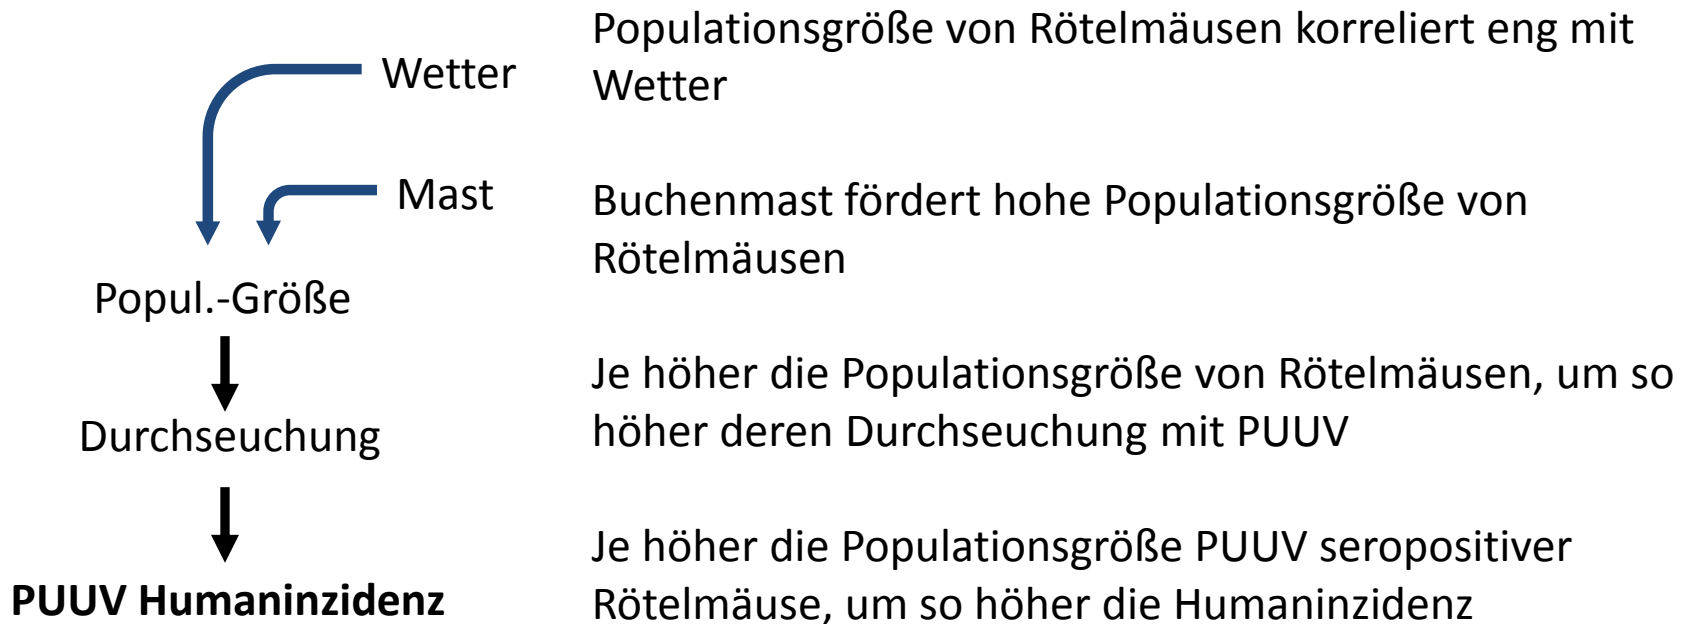 Populationsgröße von Rötelmäusen korreliert eng mit
Wetter
Wetter
Mast
Buchenmast fördert hohe Populationsgröße von
Rötelmäusen
Popul.-Größe
Je höher die Populationsgröße von Rötelmäusen, um so
höher deren Durchseuchung mit PUUV
Durchseuchung
Je höher die Populationsgröße PUUV seropositiver
Rötelmäuse, um so höher die Humaninzidenz
PUUV Humaninzidenz